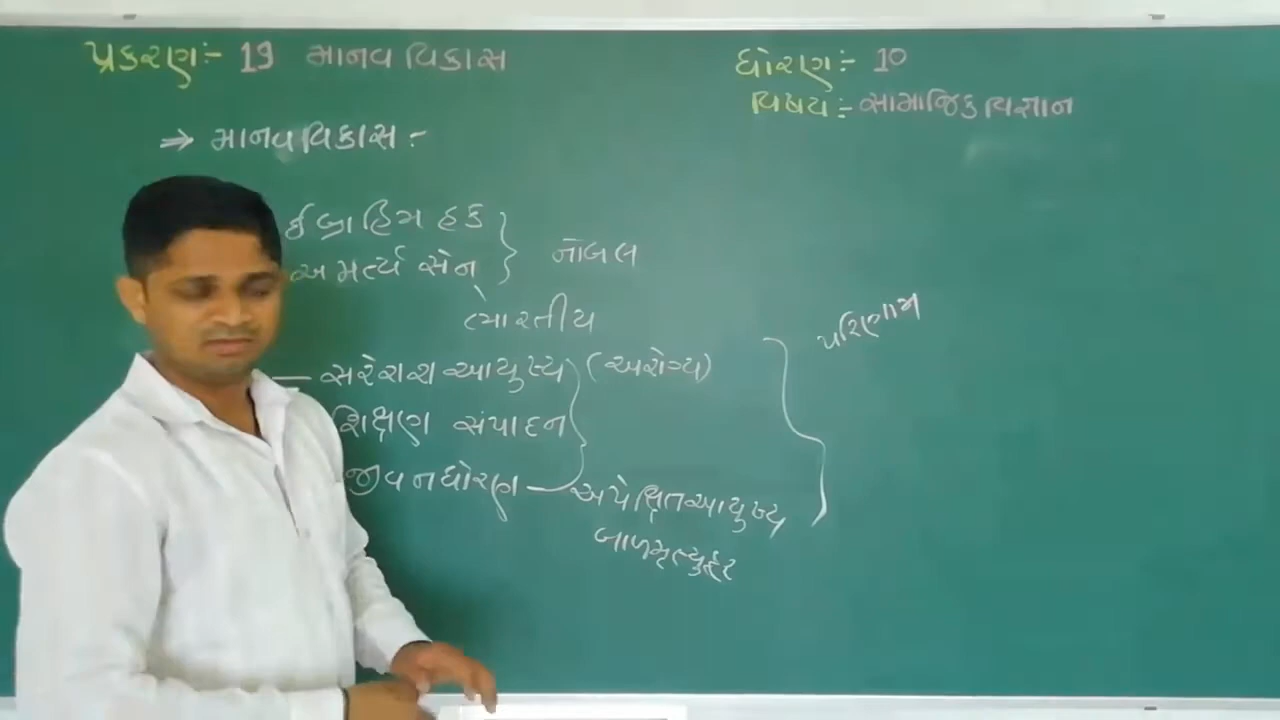 પ્રકરણ:- 19 માનવ વિકાસ
ધોરણ:- 10
વિષય:- સામાજિક વિજ્ઞાન
⇒ માનવ વિકાસ :-
ઈબ્રાહિમ હક
અમર્ત્ય સેન } નોબલ
ભારતીય
— સરેરાશ આયુષ્ય (આરોગ્ય)
શિક્ષણ સંપાદન
જીવનધોરણ — અપેક્ષિત આયુષ્ય
બાળમૃત્યુદર
પરિણામ